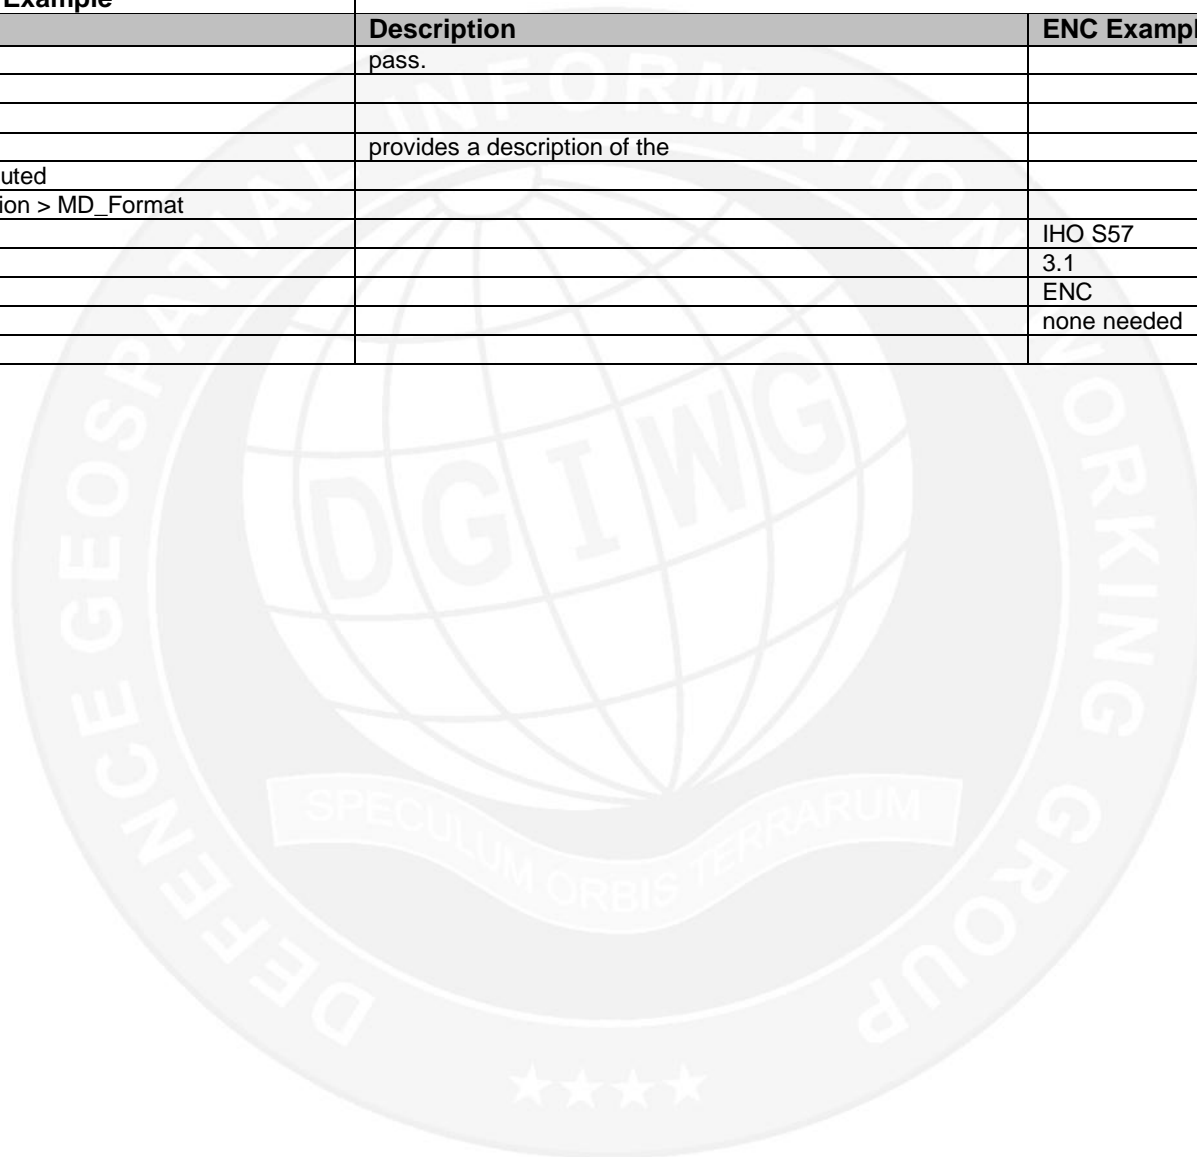 Example
Description ENC Exampl
pass.
provides a description of the
uted
ion > MD_Format
IHO S57
3.1
ENC
none needed
DEFENCE GEOSPATIAL INFORMATION WORKING GROUP
DGIWG
SPECULUM ORBIS TERRARUM